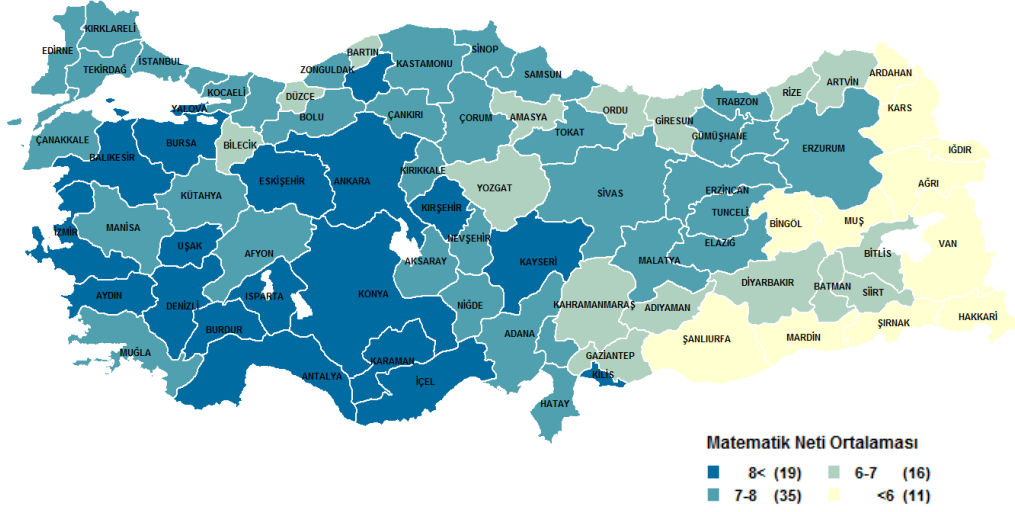 KIRKLARELİ
EDİRNE
TEKİRDAĞ
İSTANBUL
KOCAELİ
YALOVA
ÇANAKKALE
BALIKESİR
BURSA
BİLECİK
DÜZCE
BOLU
ZONGULDAK
BARTIN
KASTAMONU
SİNOP
SAMSUN
ÇANKIRI
ÇORUM
AMASYA
TOKAT
ORDU
GİRESUN
TRABZON
GÜMÜŞHANE
RİZE
ARTVİN
ARDAHAN
KARS
IĞDIR
ERZURUM
AĞRI
ESKİŞEHİR
ANKARA
KIRIKKALE
YOZGAT
SİVAS
ERZİNCAN
TUNCELİ
BİNGÖL
MUŞ
KÜTAHYA
KIRŞEHİR
MANİSA
İZMİR
UŞAK
AFYON
NEVŞEHİR
AKSARAY
KAYSERİ
MALATYA
ELAZIĞ
BİTLİS
VAN
AYDIN
DENİZLİ
ISPARTA
KONYA
NİĞDE
KAHRAMANMARAŞ
ADIYAMAN
DİYARBAKIR
BATMAN
SİİRT
ŞIRNAK
HAKKARİ
BURDUR
MUĞLA
ANTALYA
KARAMAN
İÇEL
ADANA
GAZİANTEP
KİLİS
ŞANLIURFA
MARDİN
HATAY
Matematik Neti Ortalaması
8< (19) 6-7 (16)
7-8 (35) <6 (11)